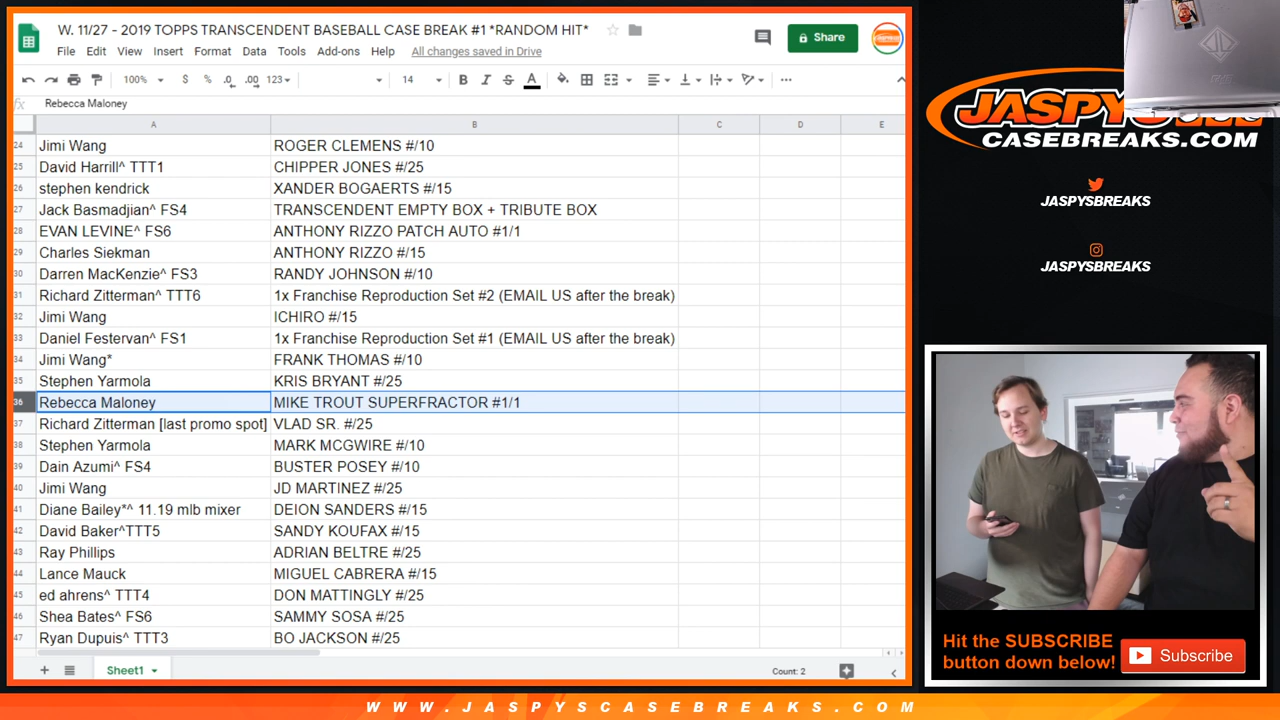 W. 11/27 - 2019 TOPPS TRANSCENDENT BASEBALL CASE BREAK #1 *RANDOM HIT*
File Edit View Insert Format Data Tools Add-ons Help All changes saved in Drive
Share
100% $ % .0 .00 123 14 B I S A
fx Rebecca Maloney
A B C D E
24 Jimi Wang ROGER CLEMENS #/10
25 David Harrill^ TTT1 CHIPPER JONES #/25
26 stephen kendrick XANDER BOGAERTS #/15
27 Jack Basmadjian^ FS4 TRANSCENDENT EMPTY BOX + TRIBUTE BOX
28 EVAN LEVINE^ FS6 ANTHONY RIZZO PATCH AUTO #1/1
29 Charles Siekman ANTHONY RIZZO #/15
30 Darren MacKenzie^ FS3 RANDY JOHNSON #/10
31 Richard Zitterman^ TTT6 1x Franchise Reproduction Set #2 (EMAIL US after the break)
32 Jimi Wang ICHIRO #/15
33 Daniel Festervan^ FS1 1x Franchise Reproduction Set #1 (EMAIL US after the break)
34 Jimi Wang* FRANK THOMAS #/10
35 Stephen Yarmola KRIS BRYANT #/25
36 Rebecca Maloney MIKE TROUT SUPERFRACTOR #1/1
37 Richard Zitterman [last promo spot] VLAD SR. #/25
38 Stephen Yarmola MARK MCGWIRE #/10
39 Dain Azumi^ FS4 BUSTER POSEY #/10
40 Jimi Wang JD MARTINEZ #/25
41 Diane Bailey*^ 11.19 mlb mixer DEION SANDERS #/15
42 David Baker^TTT5 SANDY KOUFAX #/15
43 Ray Phillips ADRIAN BELTRE #/25
44 Lance Mauck MIGUEL CABRERA #/15
45 ed ahrens^ TTT4 DON MATTINGLY #/25
46 Shea Bates^ FS6 SAMMY SOSA #/25
47 Ryan Dupuis^ TTT3 BO JACKSON #/25
Sheet1
Count: 2
CASEBREAKS.COM
JASPYSBREAKS
JASPYSBREAKS
Hit the SUBSCRIBE
button down below!
Subscribe
WWW.JASPYSCASEBREAKS.COM